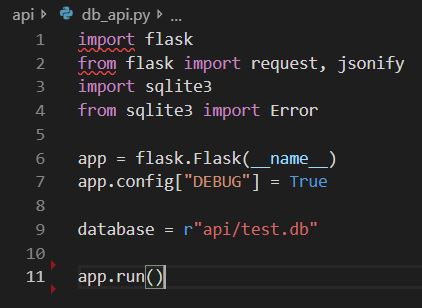 api > db_api.py > ...
1 import flask
2 from flask import request, jsonify
3 import sqlite3
4 from sqlite3 import Error
5
6 app = flask.Flask(__name__)
7 app.config["DEBUG"] = True
8
9 database = r"api/test.db"
10
11 app.run()